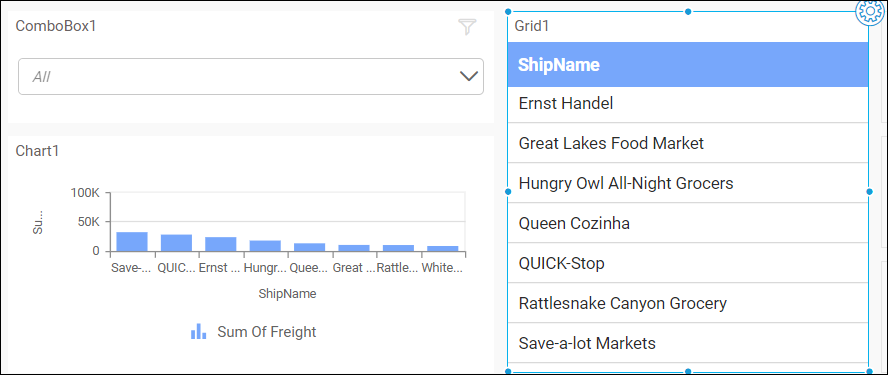 ComboBox1
All
Chart1
100K
50K
0
Su...
Save-... QUIC... Ernst ... Hungr... Quee... Great ... Rattle... White...
ShipName
Sum Of Freight
Grid1
ShipName
Ernst Handel
Great Lakes Food Market
Hungry Owl All-Night Grocers
Queen Cozinha
QUICK-Stop
Rattlesnake Canyon Grocery
Save-a-lot Markets